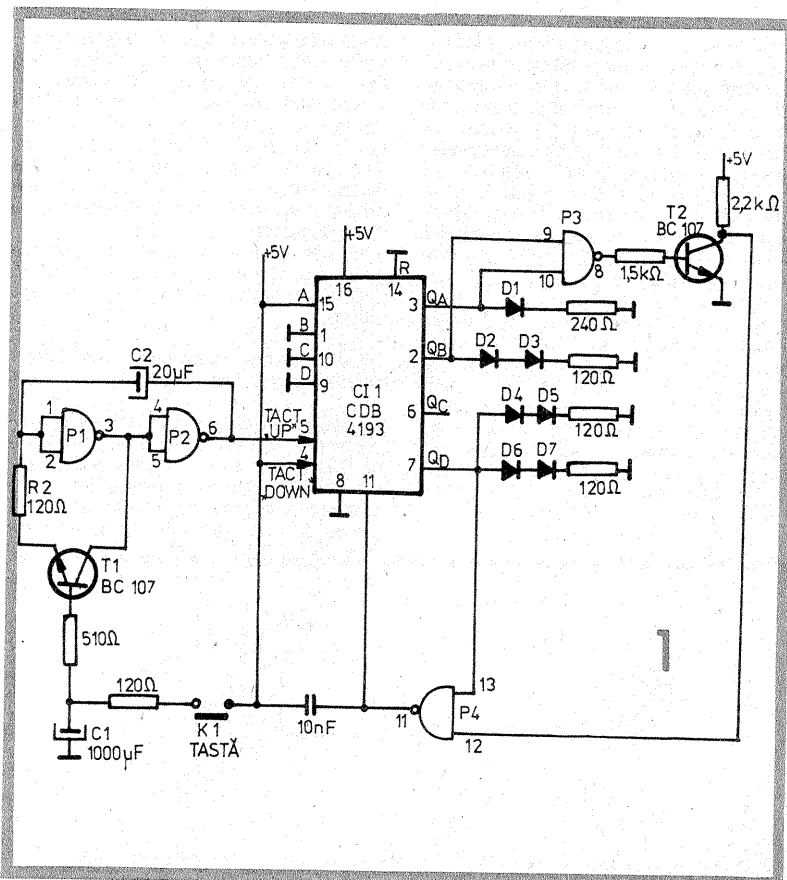 +5V
2,2kΩ
T2
BC 107
P3
9
10
8
1,5kΩ
+5V
+5V
R
16
14
A
15
B
1
C
10
D
9
CI 1
CDB
4193
3
QA
2
QB
6
QC
7
QD
D1
240Ω
D2
D3
120Ω
D4
D5
120Ω
D6
D7
120Ω
C2
20µF
1
2
P1
3
4
5
P2
6
TACT
„UP”
5
4
TACT
„DOWN
8
11
R2
120Ω
T1
BC 107
510Ω
120Ω
C1
1000µF
K1
TASTĂ
10nF
11
P4
13
12
1